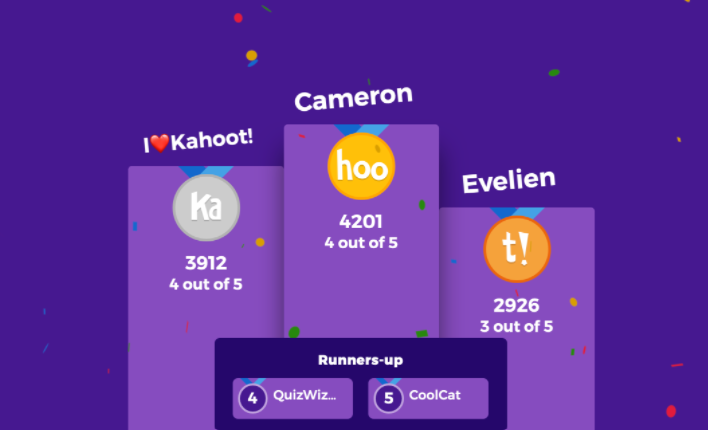 Cameron
I❤️Kahoot!
Evelien
hoo
4201
4 out of 5
Ka
3912
4 out of 5
t!
2926
3 out of 5
Runners-up
4 QuizWiz...
5 CoolCat